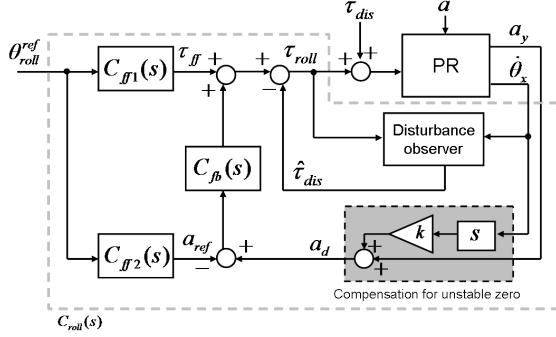 τ_dis
a
a_y
θ_roll^ref
C_ff1(s)
τ_ff
+
+
+
−
τ_roll
+
+
PR
θ̇_x
Disturbance
observer
C_fb(s)
τ̂_dis
C_ff2(s)
a_ref
−
+
a_d
+
+
k
s
Compensation for unstable zero
C_roll(s)